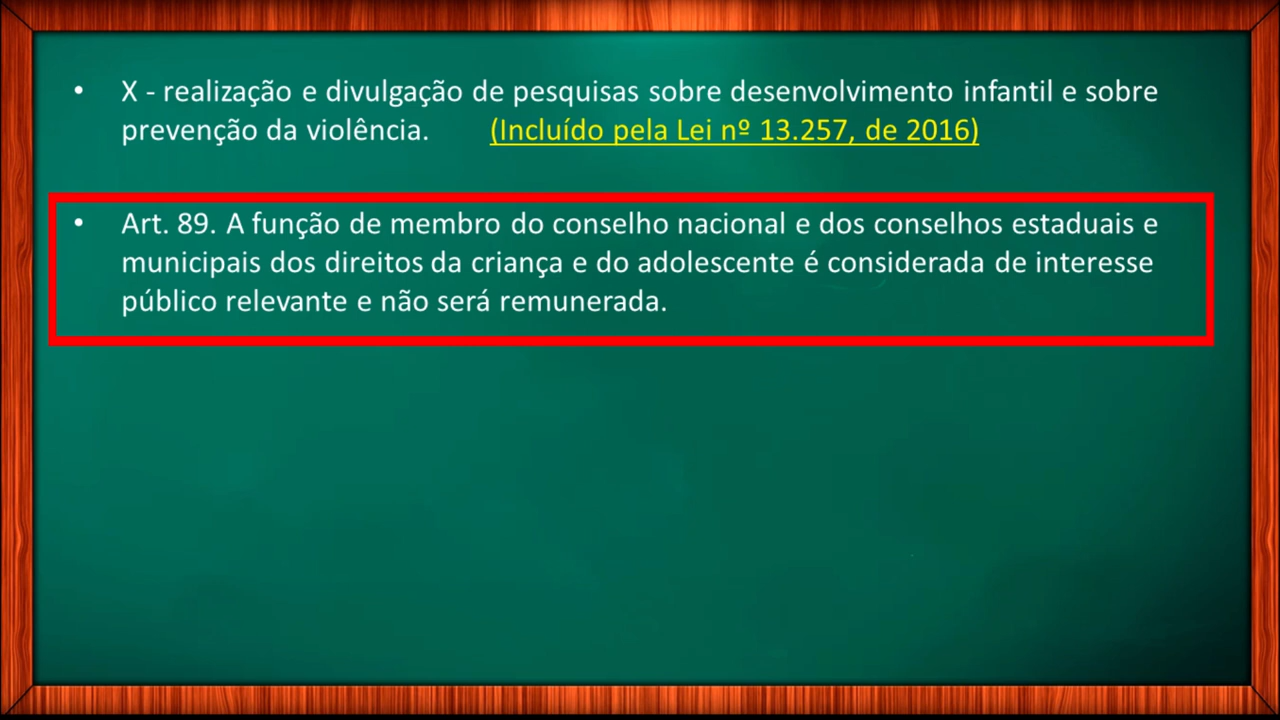 • X - realização e divulgação de pesquisas sobre desenvolvimento infantil e sobre
prevenção da violência. (Incluído pela Lei nº 13.257, de 2016)
• Art. 89. A função de membro do conselho nacional e dos conselhos estaduais e
municipais dos direitos da criança e do adolescente é considerada de interesse
público relevante e não será remunerada.